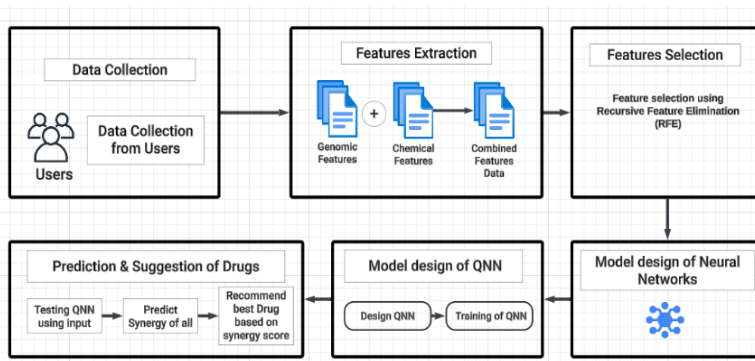 Data Collection
Data Collection
from Users
Users
Features Extraction
+
Genomic
Features
Chemical
Features
Combined
Features
Data
Features Selection
Feature selection using
Recursive Feature Elimination
(RFE)
Prediction & Suggestion of Drugs
Testing QNN
using input
Predict
Synergy of all
Recommend
best Drug
based on
synergy score
Model design of QNN
Design QNN
Training of QNN
Model design of Neural
Networks